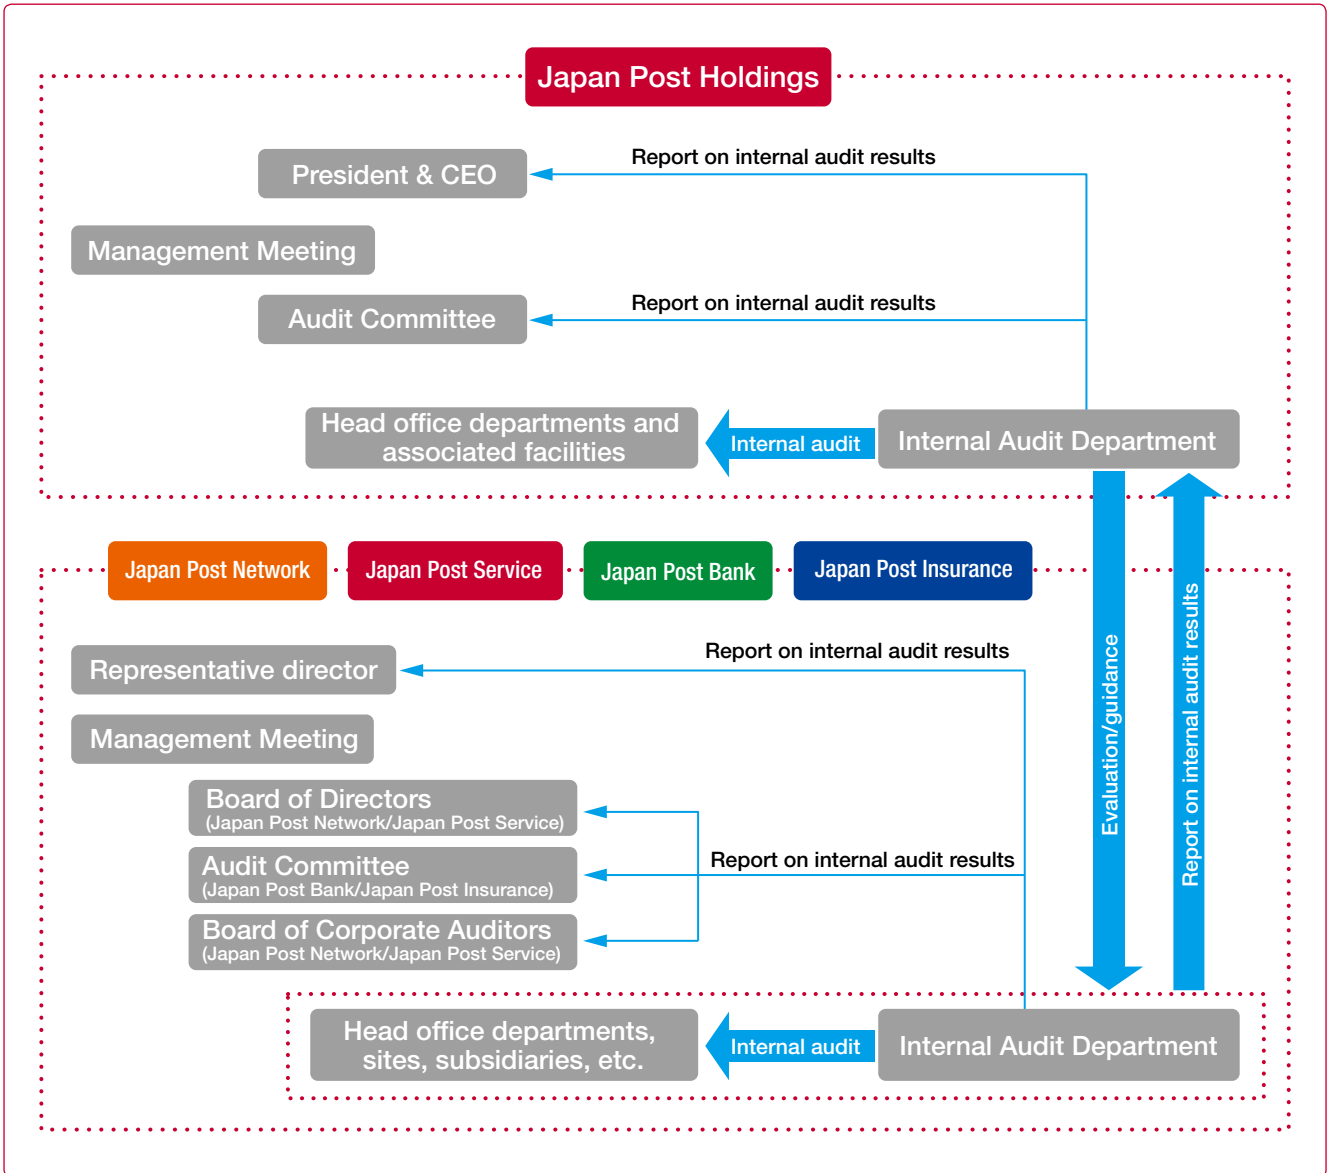 Japan Post Holdings
Report on internal audit results
President & CEO
Management Meeting
Report on internal audit results
Audit Committee
Head office departments and
associated facilities
Internal audit
Internal Audit Department
Japan Post Network
Japan Post Service
Japan Post Bank
Japan Post Insurance
Evaluation/guidance
Report on internal audit results
Report on internal audit results
Representative director
Management Meeting
Board of Directors
(Japan Post Network/Japan Post Service)
Report on internal audit results
Audit Committee
(Japan Post Bank/Japan Post Insurance)
Board of Corporate Auditors
(Japan Post Network/Japan Post Service)
Head office departments,
sites, subsidiaries, etc.
Internal audit
Internal Audit Department